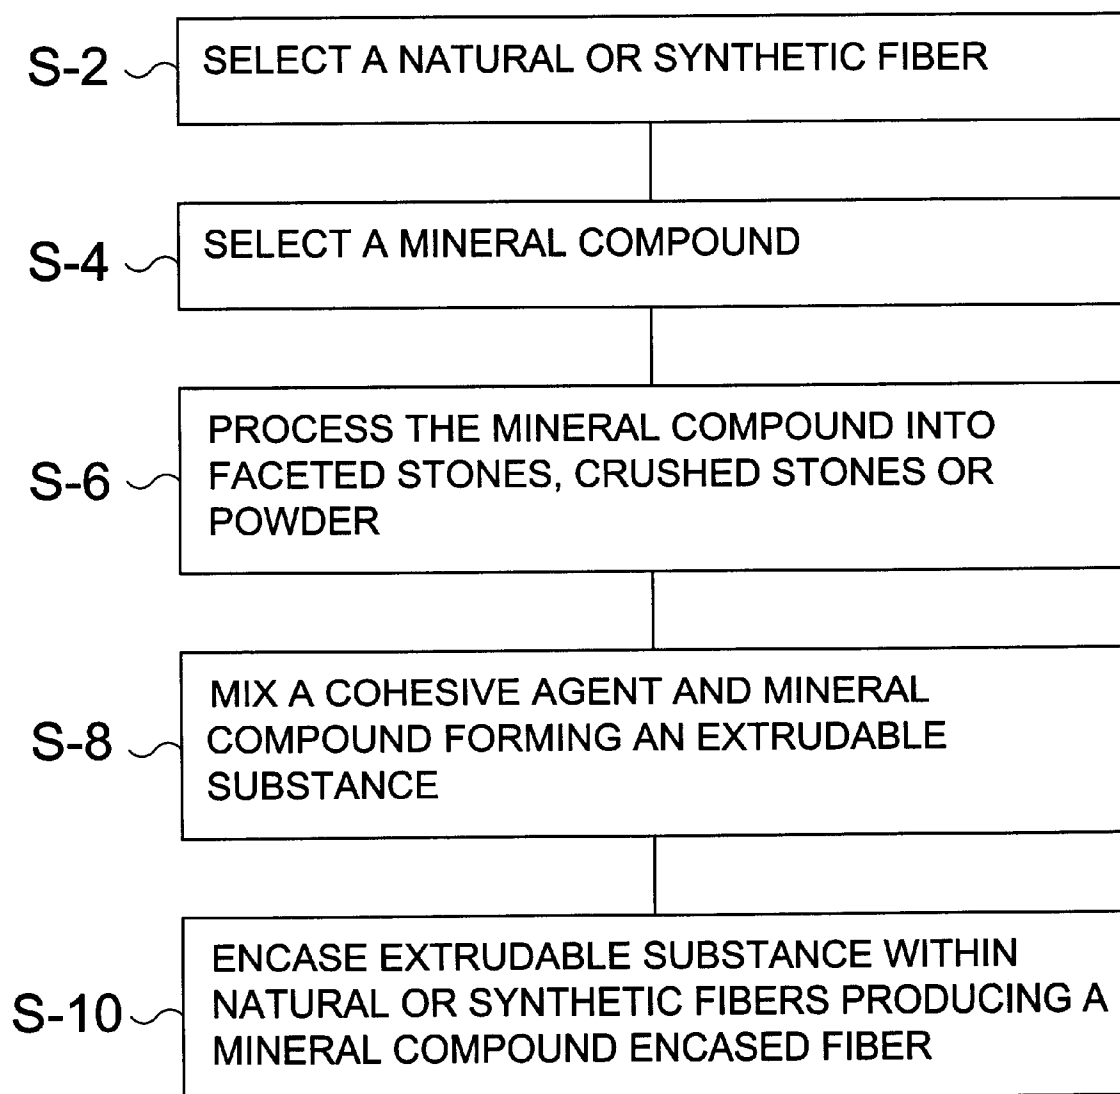 S-2 SELECT A NATURAL OR SYNTHETIC FIBER
S-4 SELECT A MINERAL COMPOUND
PROCESS THE MINERAL COMPOUND INTO
S-6 FACETED STONES, CRUSHED STONES OR
POWDER
MIX A COHESIVE AGENT AND MINERAL
S-8 COMPOUND FORMING AN EXTRUDABLE
SUBSTANCE
ENCASE EXTRUDABLE SUBSTANCE WITHIN
S-10 NATURAL OR SYNTHETIC FIBERS PRODUCING A
MINERAL COMPOUND ENCASED FIBER